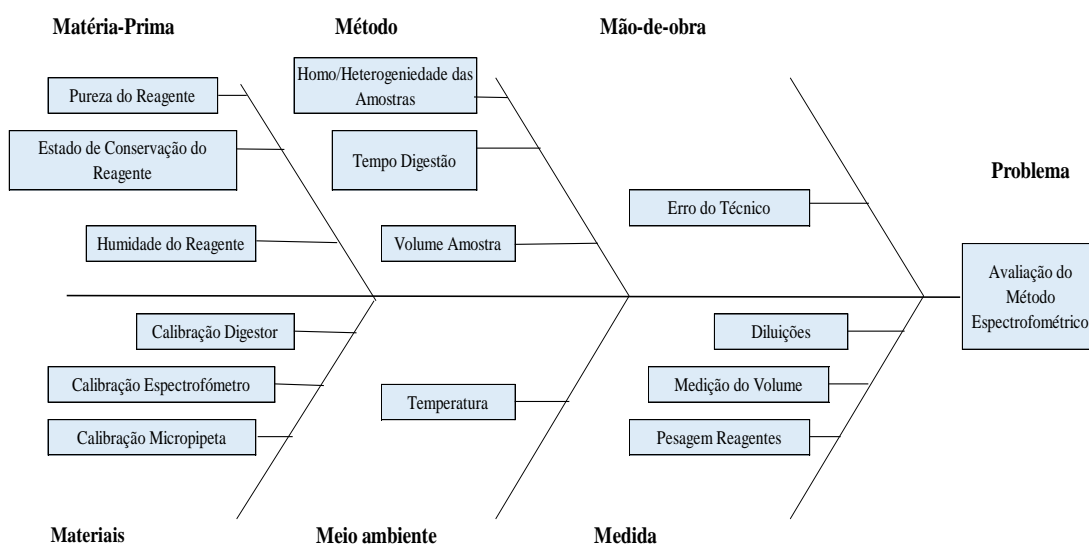 Matéria-Prima
Método
Mão-de-obra
Pureza do Reagente
Estado de Conservação do
Reagente
Humidade do Reagente
Homo/Heterogeniedade das
Amostras
Tempo Digestão
Volume Amostra
Erro do Técnico
Problema
Avaliação do
Método
Espectrofométrico
Calibração Digestor
Calibração Espectrofómetro
Calibração Micropipeta
Temperatura
Diluições
Medição do Volume
Pesagem Reagentes
Materiais
Meio ambiente
Medida